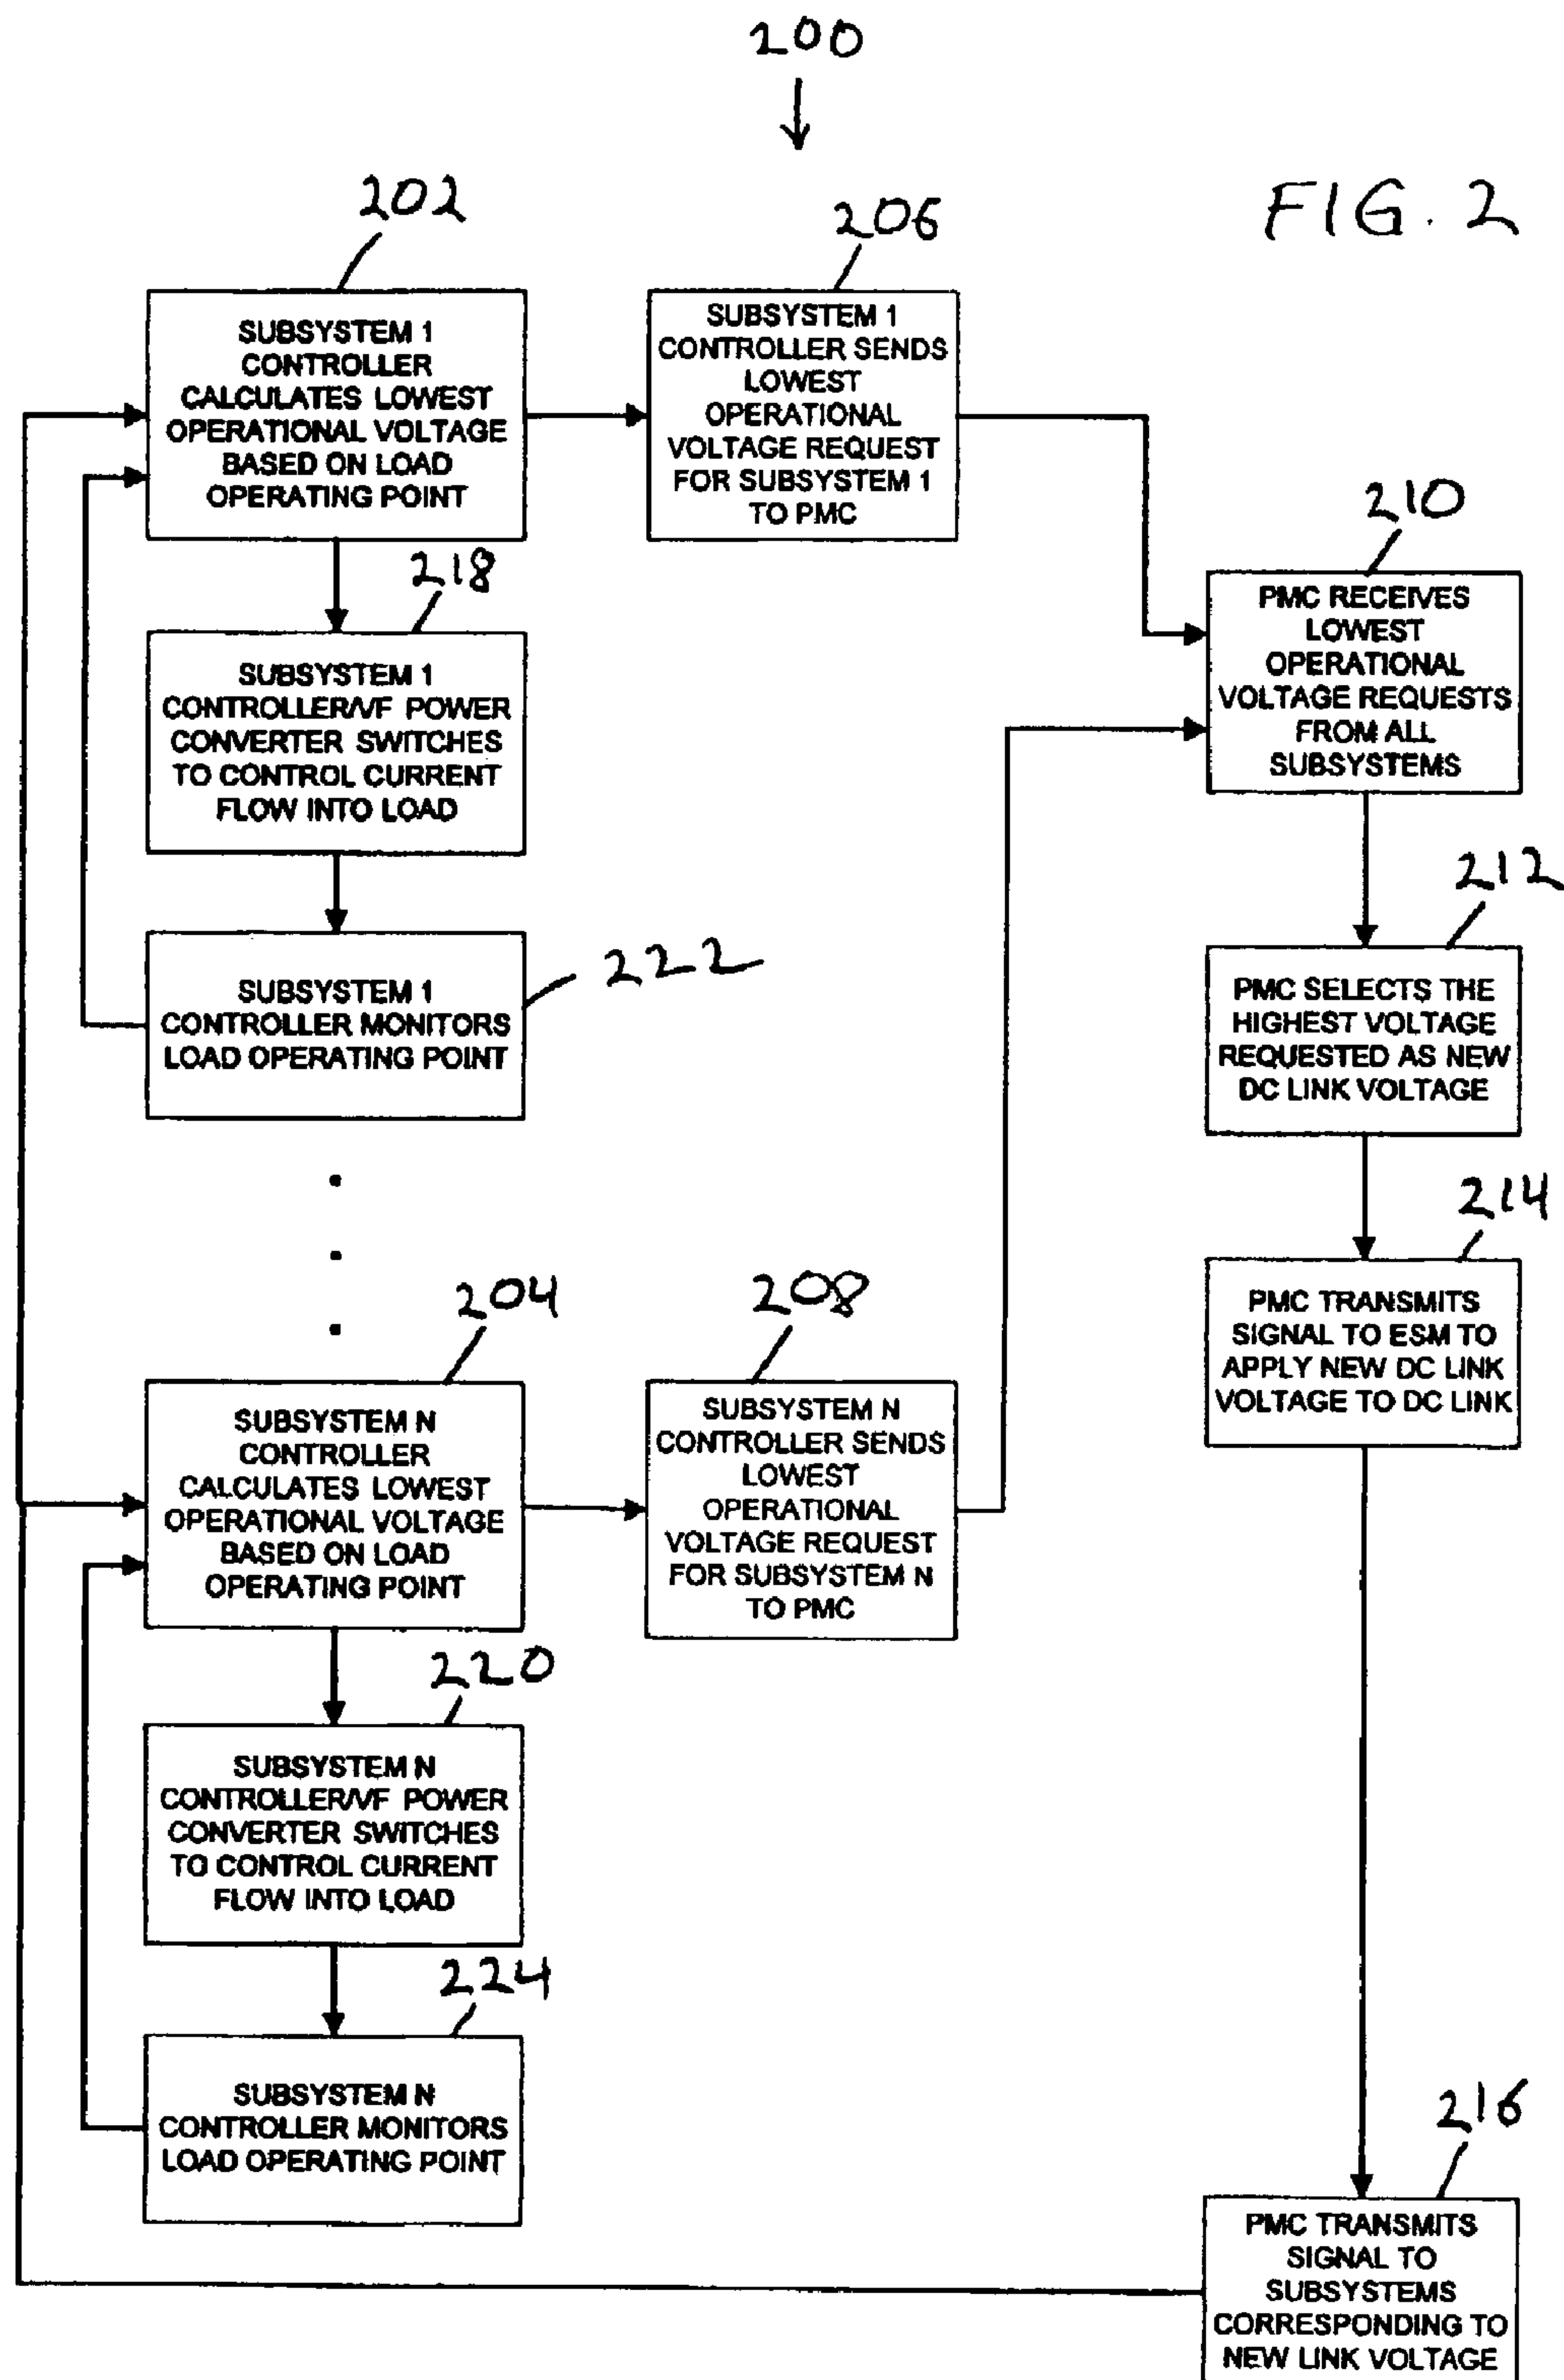 200
FIG. 2
202
206
SUBSYSTEM 1
CONTROLLER
CALCULATES LOWEST
OPERATIONAL VOLTAGE
BASED ON LOAD
OPERATING POINT
SUBSYSTEM 1
CONTROLLER SENDS
LOWEST
OPERATIONAL
VOLTAGE REQUEST
FOR SUBSYSTEM 1
TO PMC
210
PMC RECEIVES
LOWEST
OPERATIONAL
VOLTAGE REQUESTS
FROM ALL
SUBSYSTEMS
218
SUBSYSTEM 1
CONTROLLER/VF POWER
CONVERTER SWITCHES
TO CONTROL CURRENT
FLOW INTO LOAD
212
PMC SELECTS THE
HIGHEST VOLTAGE
REQUESTED AS NEW
DC LINK VOLTAGE
222
SUBSYSTEM 1
CONTROLLER MONITORS
LOAD OPERATING POINT
214
PMC TRANSMITS
SIGNAL TO ESM TO
APPLY NEW DC LINK
VOLTAGE TO DC LINK
204
208
SUBSYSTEM N
CONTROLLER
CALCULATES LOWEST
OPERATIONAL VOLTAGE
BASED ON LOAD
OPERATING POINT
SUBSYSTEM N
CONTROLLER SENDS
LOWEST
OPERATIONAL
VOLTAGE REQUEST
FOR SUBSYSTEM N
TO PMC
220
SUBSYSTEM N
CONTROLLER/VF POWER
CONVERTER SWITCHES
TO CONTROL CURRENT
FLOW INTO LOAD
224
SUBSYSTEM N
CONTROLLER MONITORS
LOAD OPERATING POINT
216
PMC TRANSMITS
SIGNAL TO
SUBSYSTEMS
CORRESPONDING TO
NEW LINK VOLTAGE